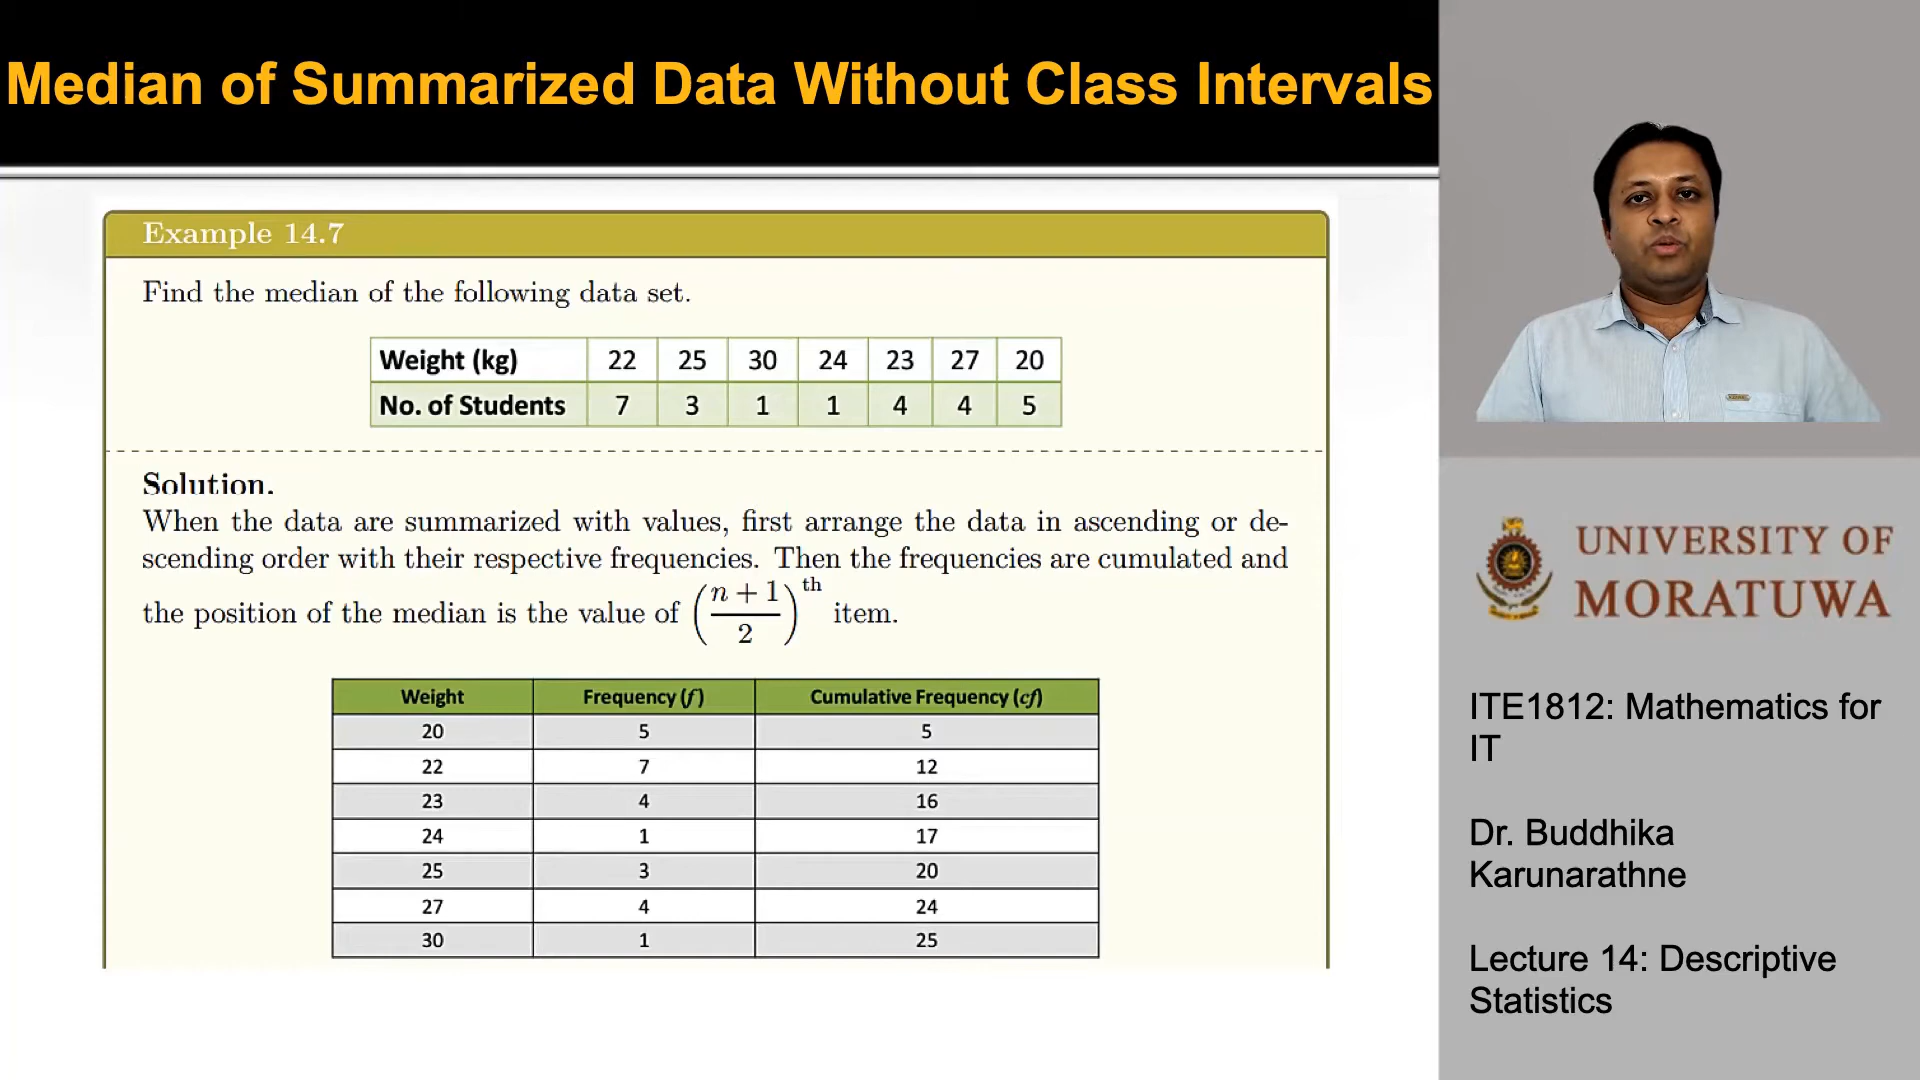 Median of Summarized Data Without Class Intervals
Example 14.7
Find the median of the following data set.
Weight (kg) 22 25 30 24 23 27 20
No. of Students 7 3 1 1 4 4 5
Solution.
When the data are summarized with values, first arrange the data in ascending or de-
scending order with their respective frequencies. Then the frequencies are cumulated and
the position of the median is the value of (n + 1 / 2)th item.
Weight Frequency (f) Cumulative Frequency (cf)
20 5 5
22 7 12
23 4 16
24 1 17
25 3 20
27 4 24
30 1 25
UNIVERSITY OF
MORATUWA
ITE1812: Mathematics for
IT
Dr. Buddhika
Karunarathne
Lecture 14: Descriptive
Statistics